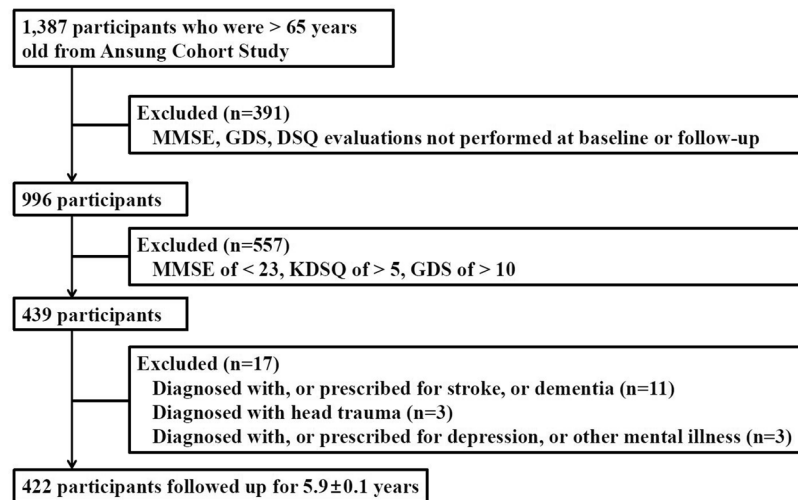 1,387 participants who were > 65 years
old from Ansung Cohort Study
Excluded (n=391)
MMSE, GDS, DSQ evaluations not performed at baseline or follow-up
996 participants
Excluded (n=557)
MMSE of < 23, KDSQ of > 5, GDS of > 10
439 participants
Excluded (n=17)
Diagnosed with, or prescribed for stroke, or dementia (n=11)
Diagnosed with head trauma (n=3)
Diagnosed with, or prescribed for depression, or other mental illness (n=3)
422 participants followed up for 5.9±0.1 years